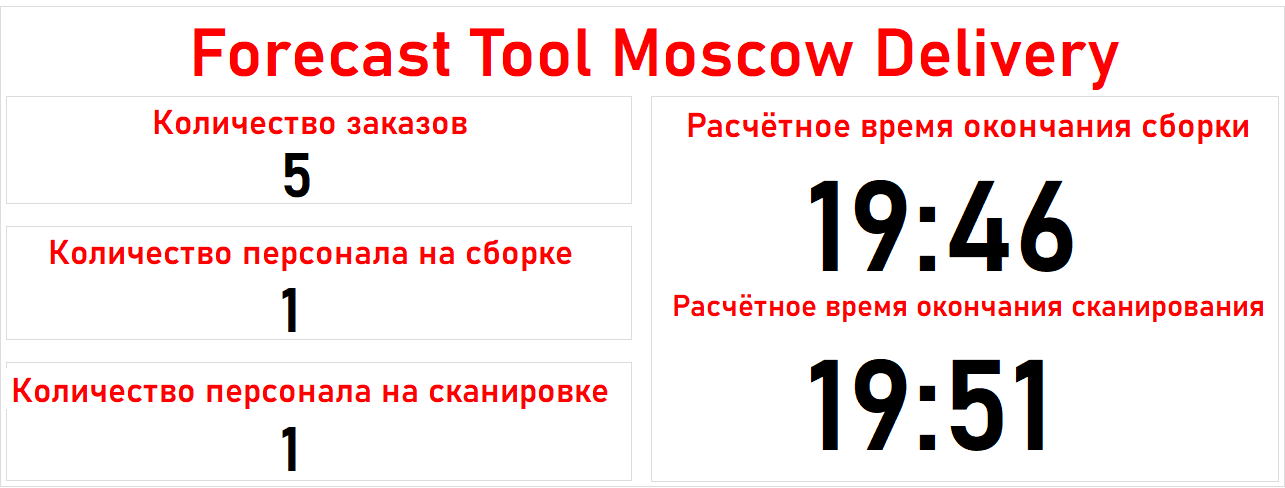 Forecast Tool Moscow Delivery
Количество заказов
5
Количество персонала на сборке
1
Количество персонала на сканировке
1
Расчётное время окончания сборки
19:46
Расчётное время окончания сканирования
19:51